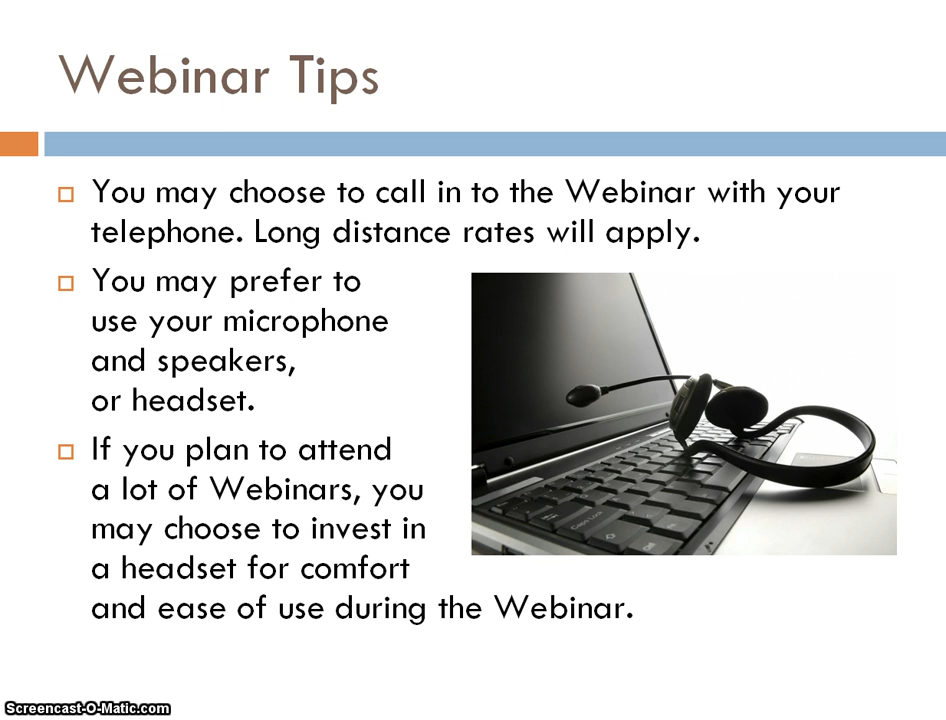 Webinar Tips
You may choose to call in to the Webinar with your
telephone. Long distance rates will apply.
You may prefer to
use your microphone
and speakers,
or headset.
If you plan to attend
a lot of Webinars, you
may choose to invest in
a headset for comfort
and ease of use during the Webinar.
Caps Lock
Screencast-O-Matic.com